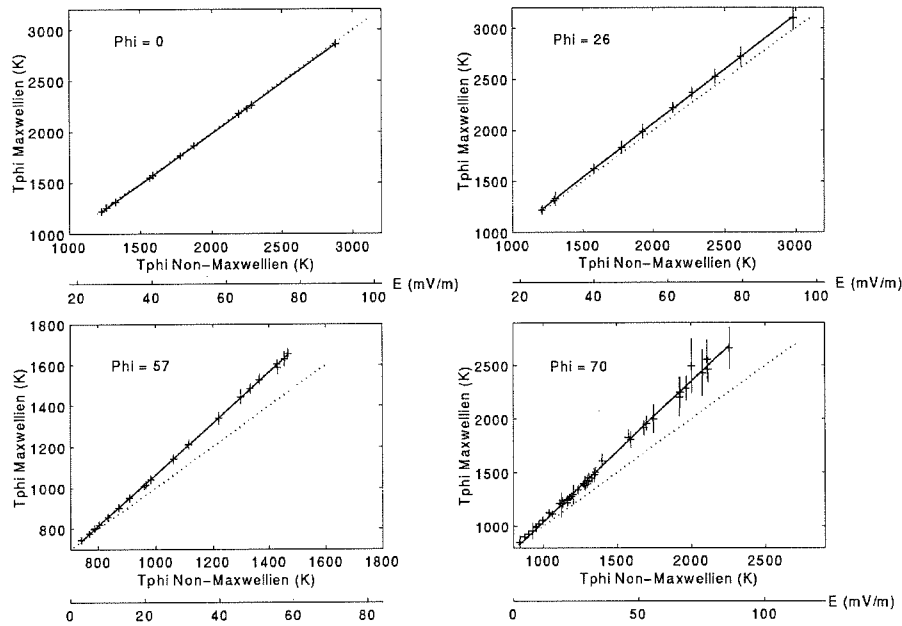 Phi = 0
Tphi Maxwellien (K)
3000
2500
2000
1500
1000
1000 1500 2000 2500 3000
Tphi Non-Maxwellien (K)
20 40 60 80 100 E (mV/m)
Phi = 26
Tphi Maxwellien (K)
3000
2500
2000
1500
1000
1000 1500 2000 2500 3000
Tphi Non-Maxwellien (K)
20 40 60 80 100 E (mV/m)
Phi = 57
Tphi Maxwellien (K)
1800
1600
1400
1200
1000
800
800 1000 1200 1400 1600 1800
Tphi Non-Maxwellien (K)
0 20 40 60 80
Phi = 70
Tphi Maxwellien (K)
2500
2000
1500
1000
1000 1500 2000 2500
Tphi Non-Maxwellien (K)
0 50 100 E (mV/m)